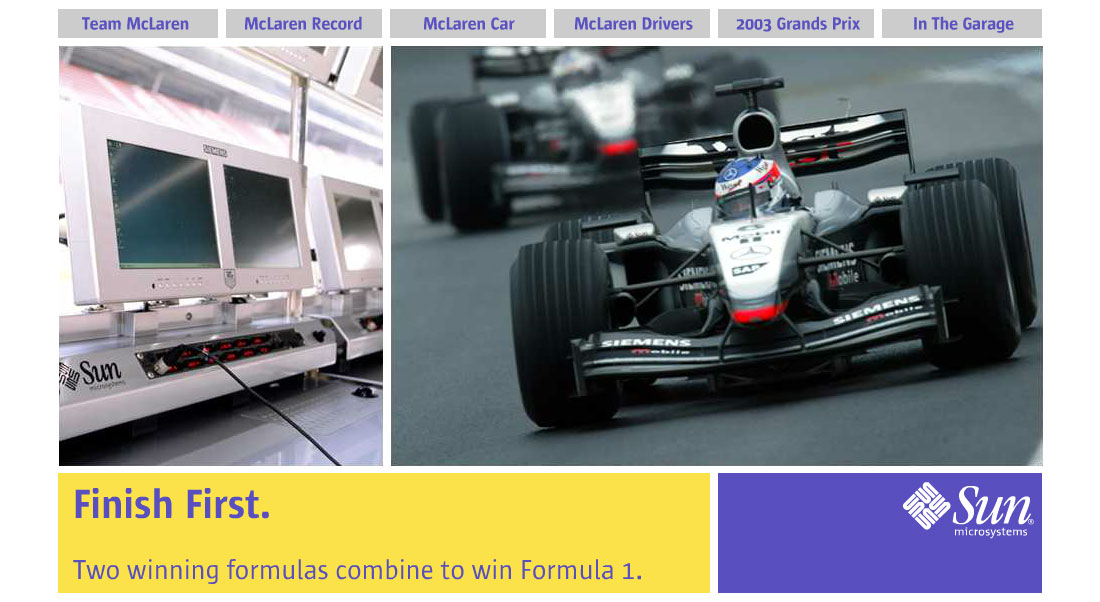 Team McLaren
McLaren Record
McLaren Car
McLaren Drivers
2003 Grands Prix
In The Garage
SIEMENS
Sun
microsystems
Mobil
SAP
SIEMENS
mobile
SIEMENS
mobile
Finish First.
Two winning formulas combine to win Formula 1.
Sun
microsystems